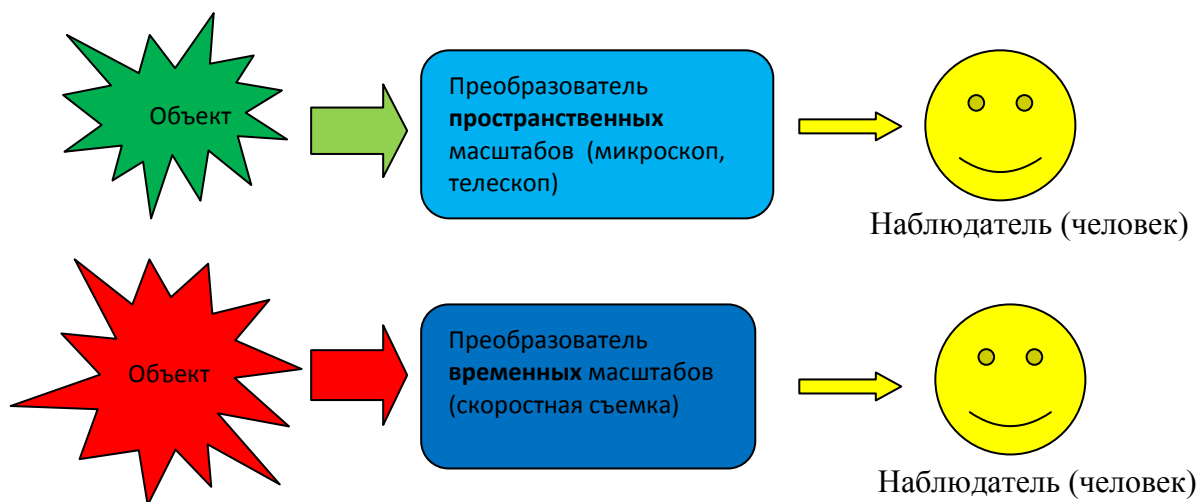 Объект
Преобразователь
пространственных
масштабов (микроскоп,
телескоп)
Наблюдатель (человек)
Объект
Преобразователь
временных масштабов
(скоростная съемка)
Наблюдатель (человек)